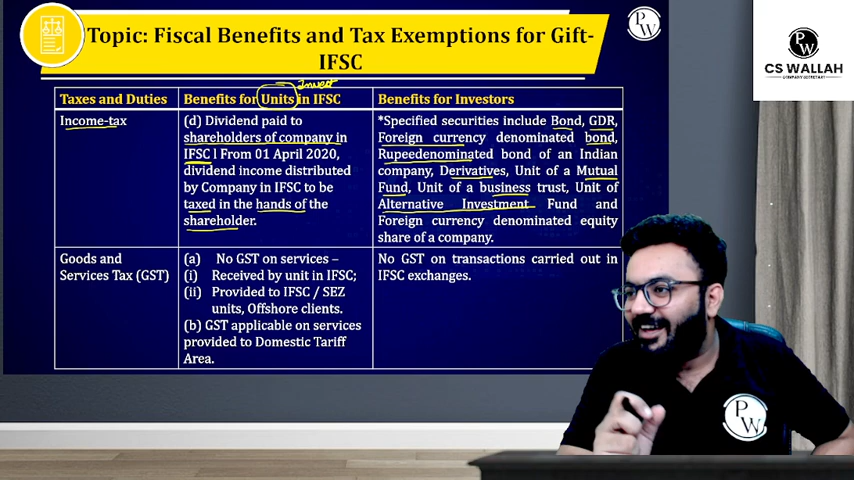 Topic: Fiscal Benefits and Tax Exemptions for Gift-
IFSC
PW
CS WALLAH
COMPANY SECRETARY
Invest
Taxes and Duties
Benefits for Units in IFSC
Benefits for Investors
Income-tax
(d) Dividend paid to
shareholders of company in
IFSC l From 01 April 2020,
dividend income distributed
by Company in IFSC to be
taxed in the hands of the
shareholder.
*Specified securities include Bond, GDR,
Foreign currency denominated bond,
Rupeedenominated bond of an Indian
company, Derivatives, Unit of a Mutual
Fund, Unit of a business trust, Unit of
Alternative Investment Fund and
Foreign currency denominated equity
share of a company.
Goods and
Services Tax (GST)
(a) No GST on services –
(i) Received by unit in IFSC;
(ii) Provided to IFSC / SEZ
units, Offshore clients.
(b) GST applicable on services
provided to Domestic Tariff
Area.
No GST on transactions carried out in
IFSC exchanges.
PW